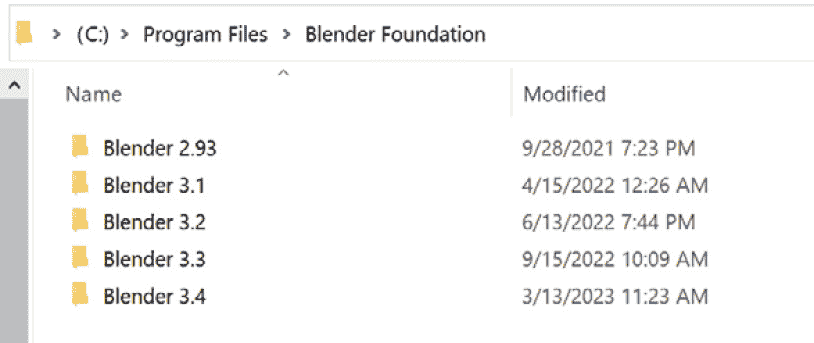 (C:) > Program Files > Blender Foundation
Name Modified
Blender 2.93 9/28/2021 7:23 PM
Blender 3.1 4/15/2022 12:26 AM
Blender 3.2 6/13/2022 7:44 PM
Blender 3.3 9/15/2022 10:09 AM
Blender 3.4 3/13/2023 11:23 AM